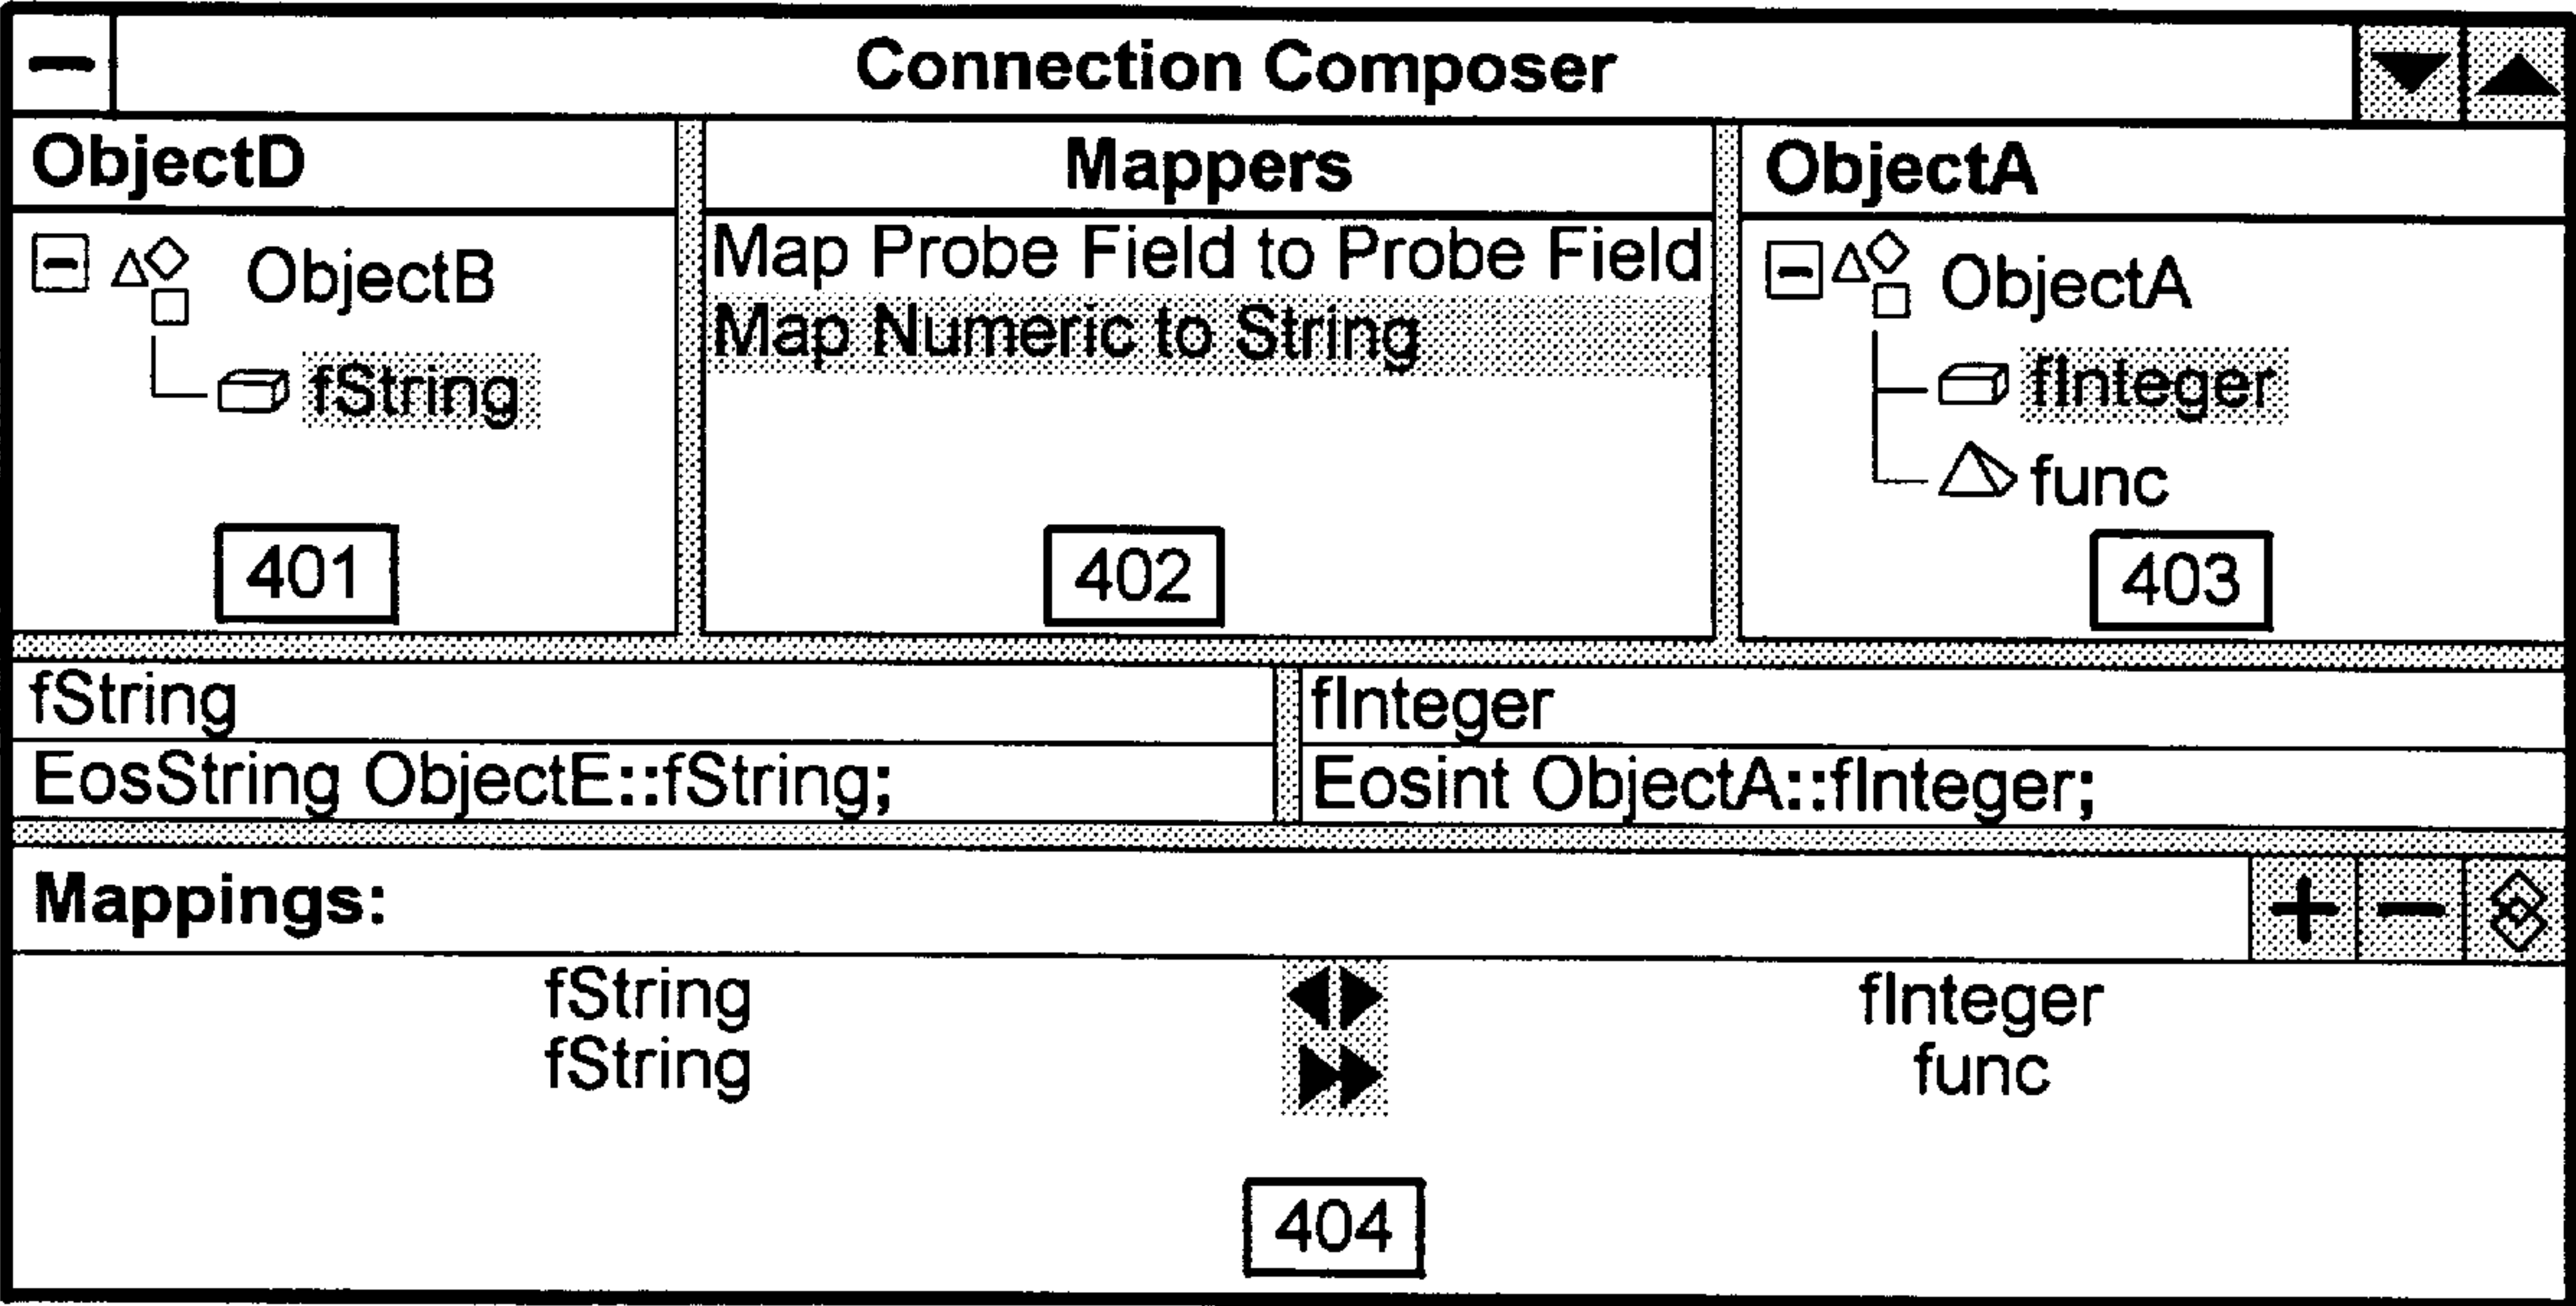 Connection Composer
ObjectD
Mappers
ObjectA
ObjectB
fString
Map Probe Field to Probe Field
Map Numeric to String
ObjectA
fInteger
func
401
402
403
fString
fInteger
EosString ObjectE::fString;
Eosint ObjectA::fInteger;
Mappings:
fString
fInteger
fString
func
404